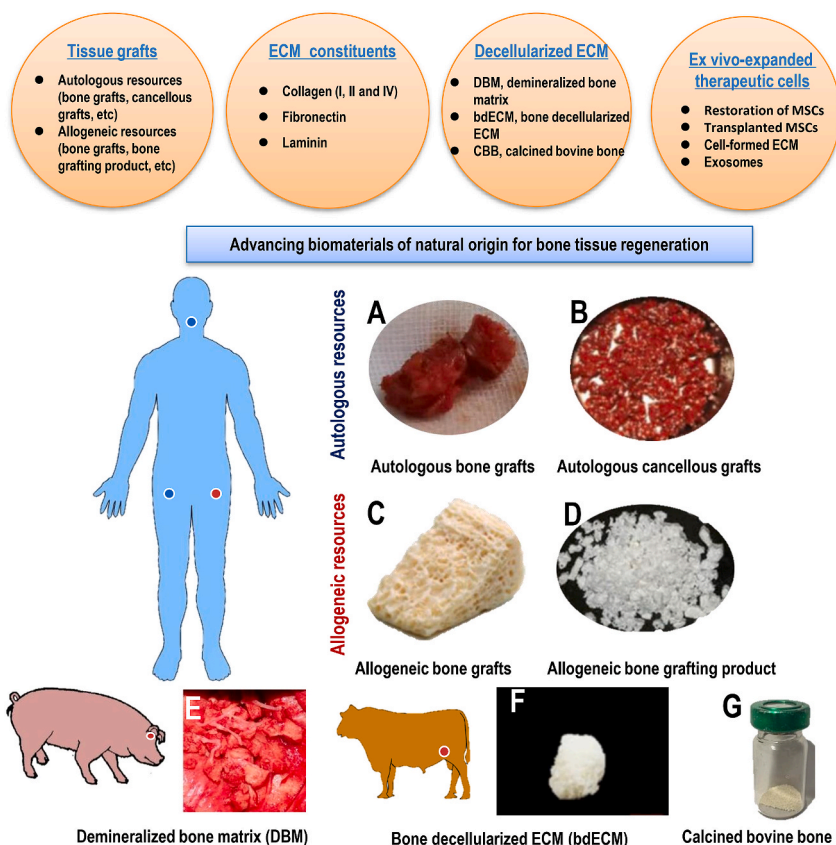 Tissue grafts
● Autologous resources
(bone grafts, cancellous
grafts, etc)
● Allogeneic resources
(bone grafts, bone
grafting product, etc)
ECM constituents
● Collagen (I, II and IV)
● Fibronectin
● Laminin
Decellularized ECM
● DBM, demineralized bone
matrix
● bdECM, bone decellularized
ECM
● CBB, calcined bovine bone
Ex vivo-expanded
therapeutic cells
● Restoration of MSCs
● Transplanted MSCs
● Cell-formed ECM
● Exosomes
Advancing biomaterials of natural origin for bone tissue regeneration
Autologous resources
A
B
Autologous bone grafts
Autologous cancellous grafts
Allogeneic resources
C
D
Allogeneic bone grafts
Allogeneic bone grafting product
E
F
G
Demineralized bone matrix (DBM)
Bone decellularized ECM (bdECM)
Calcined bovine bone